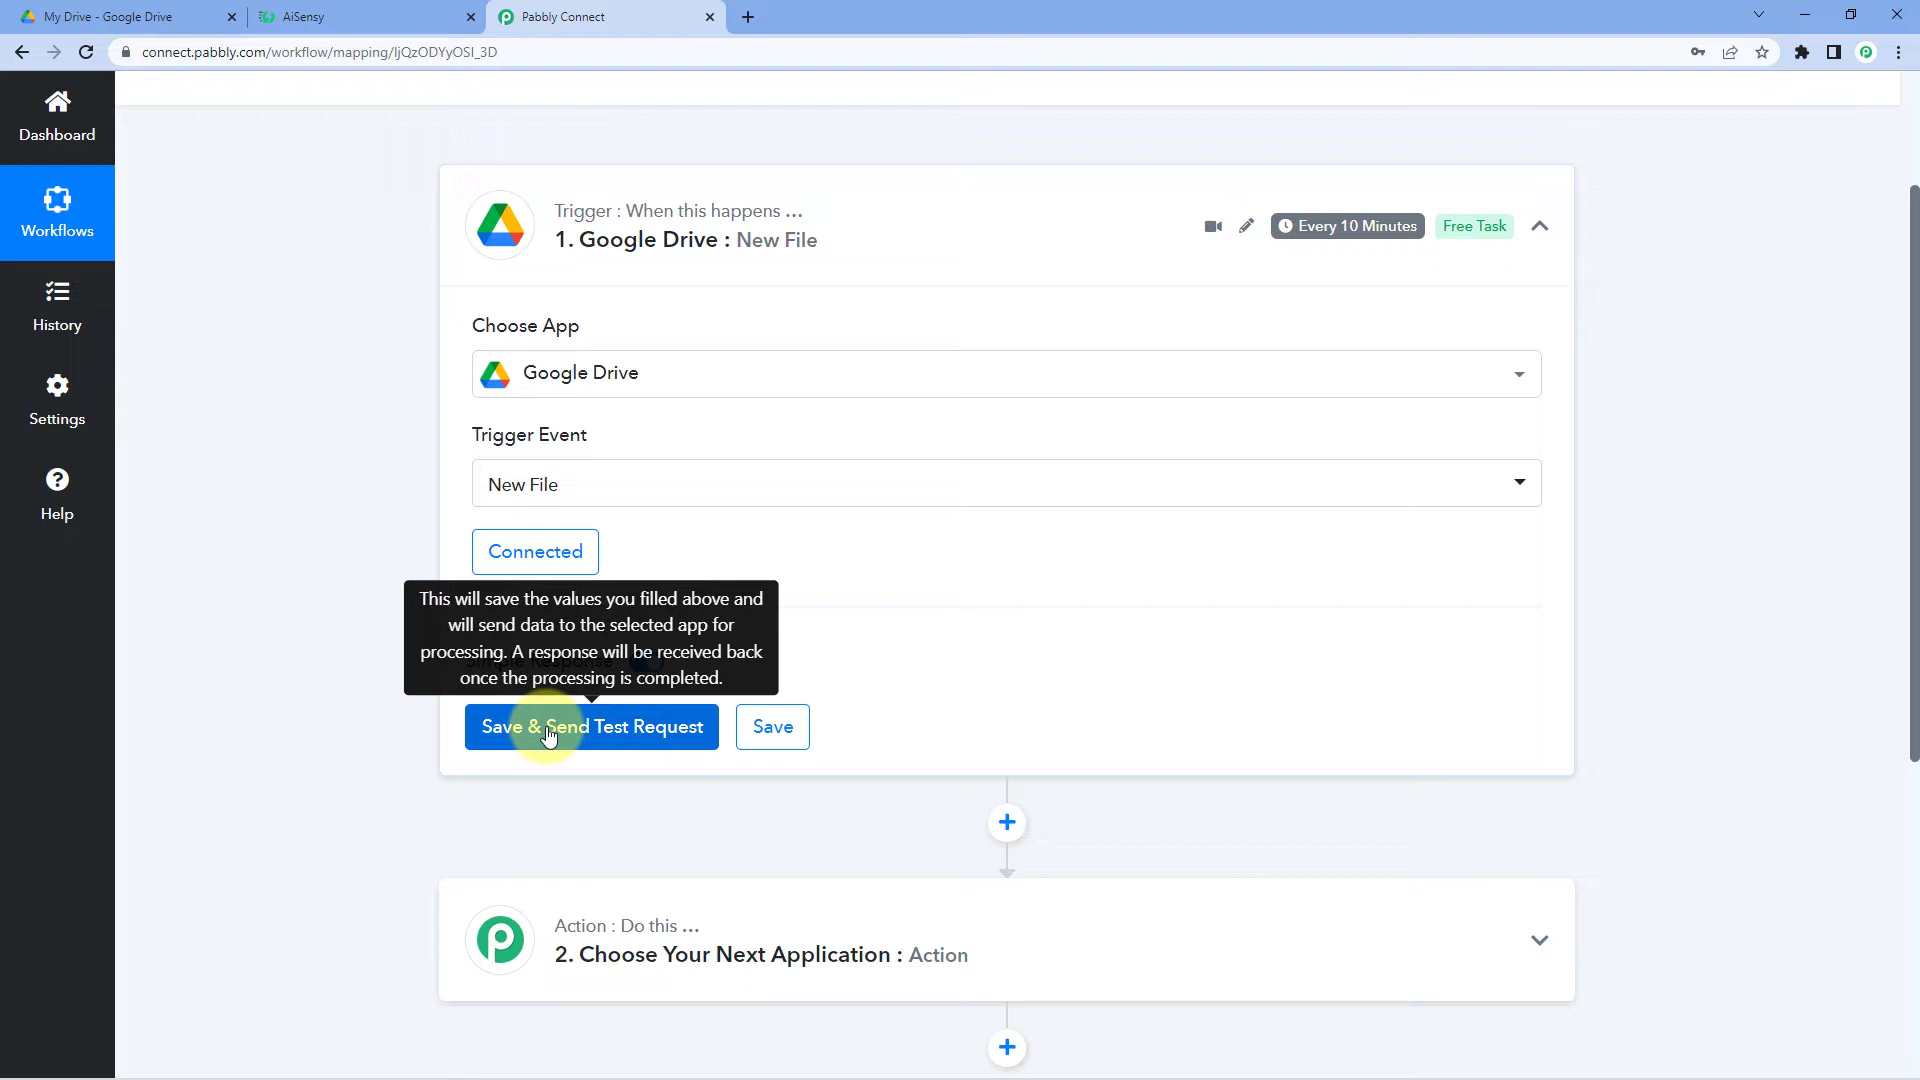 My Drive - Google Drive
AiSensy
Pabbly Connect
connect.pabbly.com/workflow/mapping/IjQzODYyOSI_3D
Dashboard
Workflows
History
Settings
Help
Trigger : When this happens ...
1. Google Drive : New File
Every 10 Minutes
Free Task
Choose App
Google Drive
Trigger Event
New File
Connected
This will save the values you filled above and
will send data to the selected app for
processing. A response will be received back
once the processing is completed.
Simple Response
Save & Send Test Request
Save
Action : Do this ...
2. Choose Your Next Application : Action